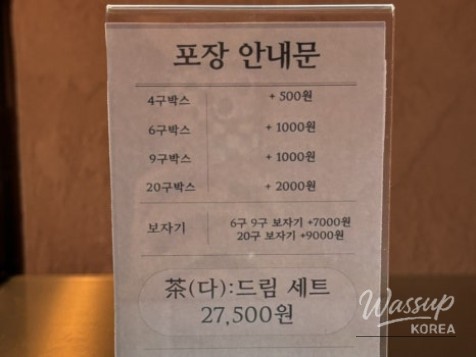 포장 안내문
4구박스 + 500원
6구박스 + 1000원
9구박스 + 1000원
20구박스 + 2000원
보자기 6구 9구 보자기 +7000원
20구 보자기 +9000원
茶(다):드림 세트
27,500원
Wassup
KOREA